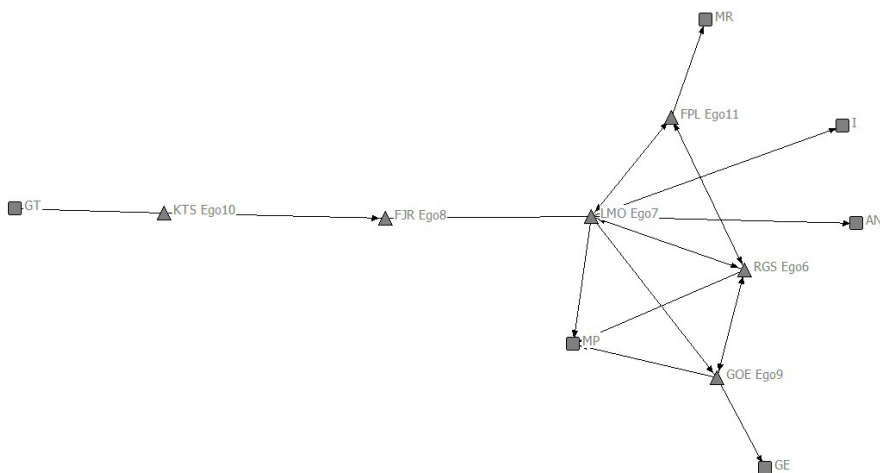 MR
FPL Ego11
I
GT
KTS Ego10
FJR Ego8
LMO Ego7
AN
RGS Ego6
MP
GOE Ego9
GE